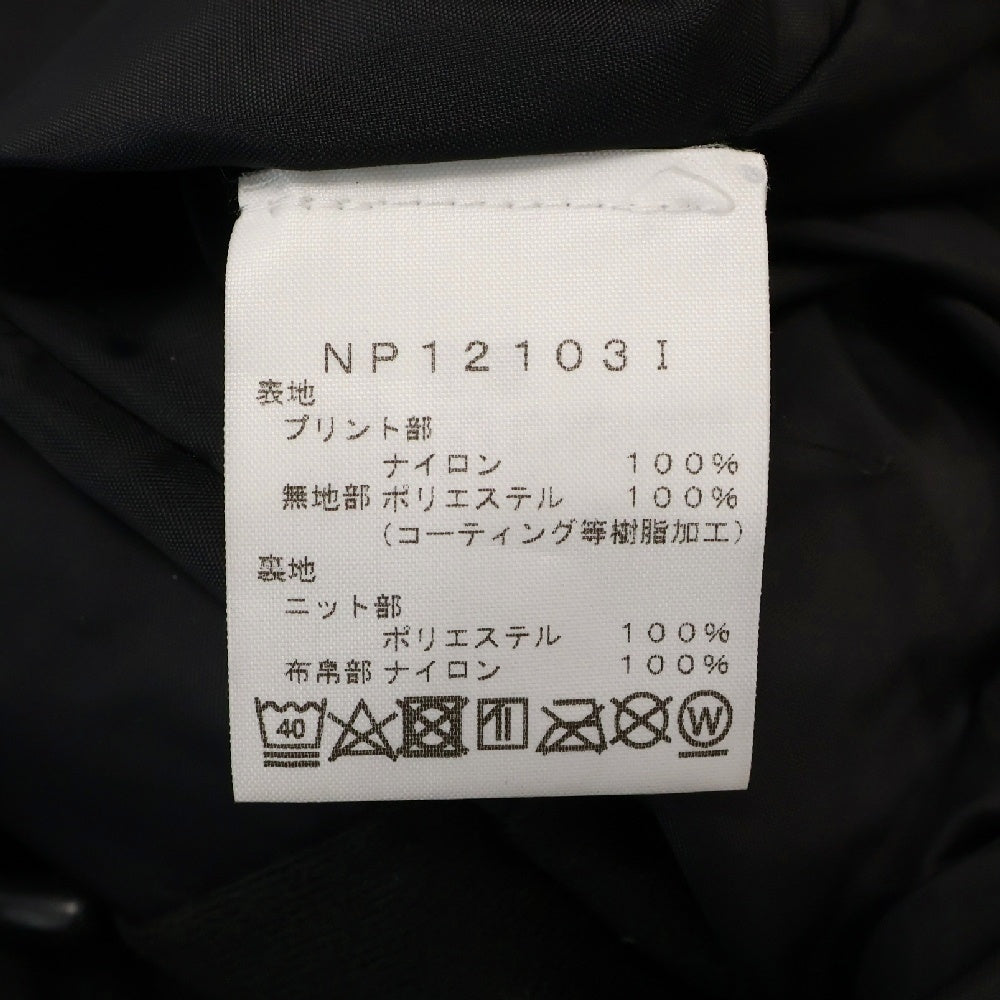 NP12103I
表地
プリント部
ナイロン 100%
無地部 ポリエステル 100%
(コーティング等樹脂加工)
裏地
ニット部
ポリエステル 100%
布帛部 ナイロン 100%
40 W